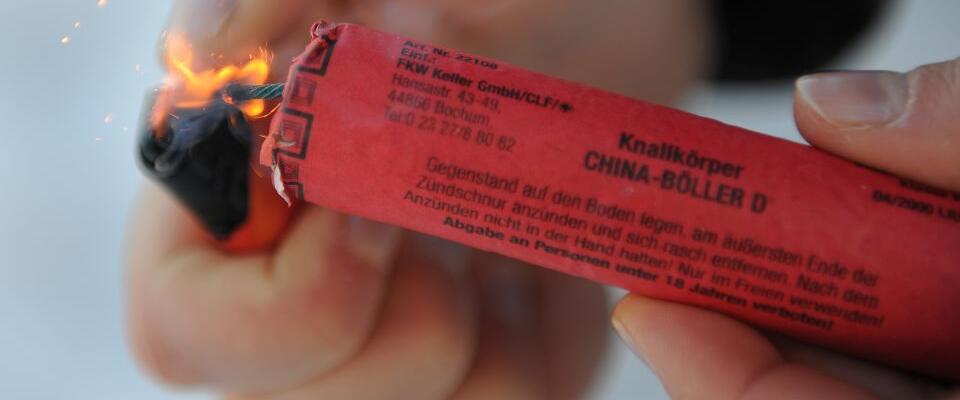 Art. Nr. 22108
Eint.:
FKW Keller GmbH/CLF/
Hansastr. 43-49,
44866 Bochum
Tel:0 23 27/8 80 82
Knallkörper
CHINA-BÖLLER D
Gegenstand auf den Boden legen, am äußersten Ende der
Zündschnur anzünden und sich rasch entfernen. Nach dem
Anzünden nicht in der Hand halten! Nur im Freien verwenden!
Abgabe an Personen unter 18 Jahren verboten!
04/2000